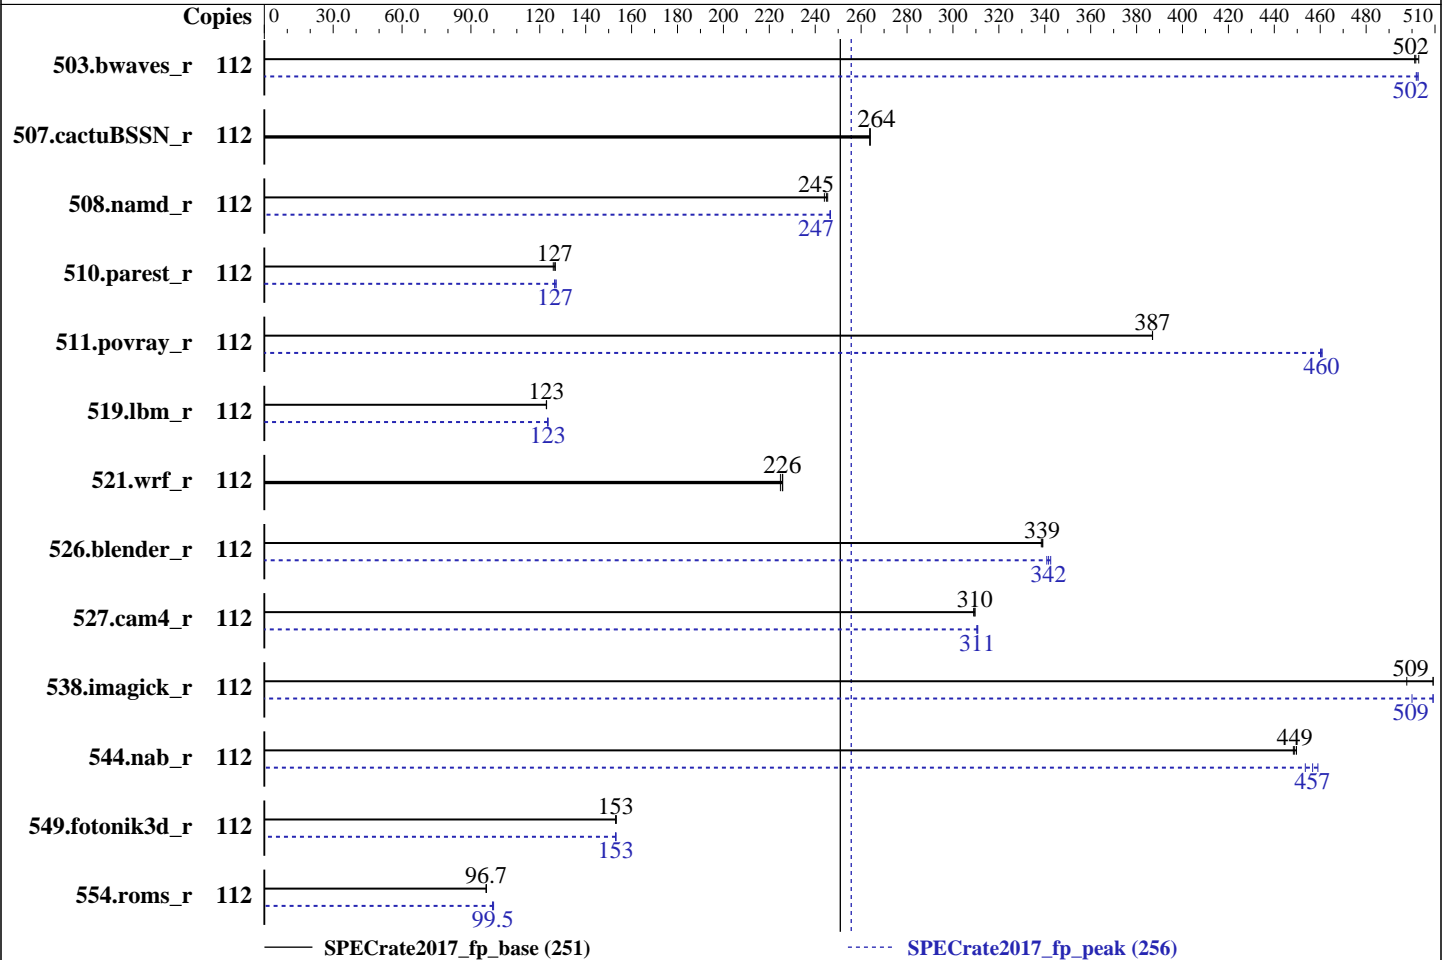 Copies 0 30.0 60.0 90.0 120 140 160 180 200 220 240 260 280 300 320 340 360 380 400 420 440 460 480 510
503.bwaves_r 112 502
502
507.cactuBSSN_r 112 264
508.namd_r 112 245
247
510.parest_r 112 127
127
511.povray_r 112 387
460
519.lbm_r 112 123
123
521.wrf_r 112 226
526.blender_r 112 339
342
527.cam4_r 112 310
311
538.imagick_r 112 509
509
544.nab_r 112 449
457
549.fotonik3d_r 112 153
153
554.roms_r 112 96.7
99.5
SPECrate2017_fp_base (251) SPECrate2017_fp_peak (256)